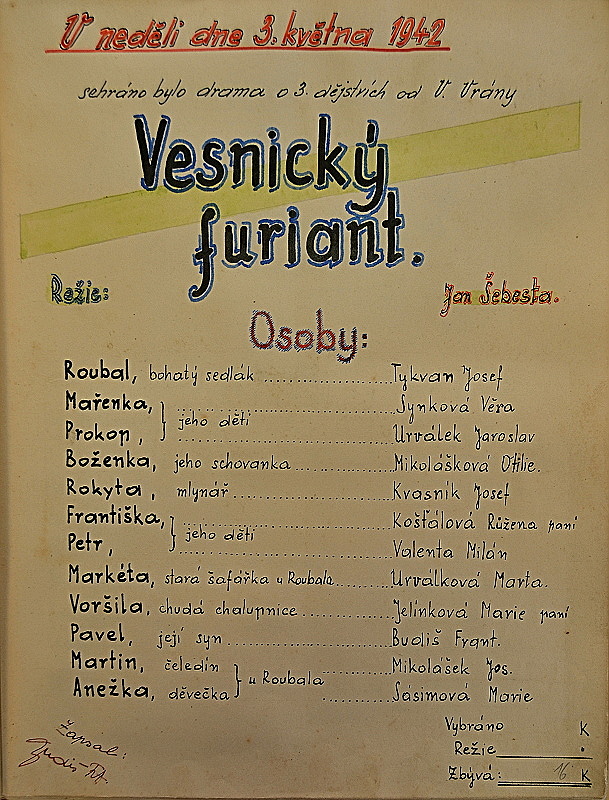 V neděli dne 3. května 1942
sehráno bylo drama o 3. dějstvích od V. Vrány
Vesnický
furiant.
Režie: Jan Šebesta.
Osoby:
Roubal, bohatý sedlák ........ Tykvan Josef
Mařenka, ........ Synková Věra
jeho děti
Prokop, ........ Urválek Jaroslav
Boženka, jeho schovanka ........ Mikolášková Otilie.
Rokyta, mlynář ........ Kvasnik Josef
Františka, ........ Košťálová Růžena paní
jeho děti
Petr, ........ Valenta Milán
Markéta, stará šafářka u Roubala ........ Urválková Marta.
Voršila, chudá chalupnice ........ Jelínková Marie paní
Pavel, její syn ........ Budiš Frant.
Martin, čeledín ........ Mikolášek Jos.
u Roubala
Anežka, děvečka ........ Sásimová Marie
Vybráno K
Režie
Zbývá: 16 K
Zapsal: